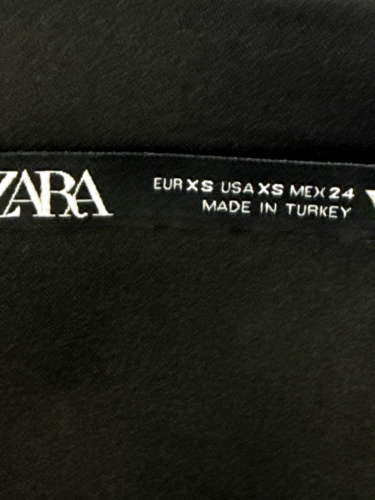 ZARA
EUR XS USA XS MEX 24
MADE IN TURKEY